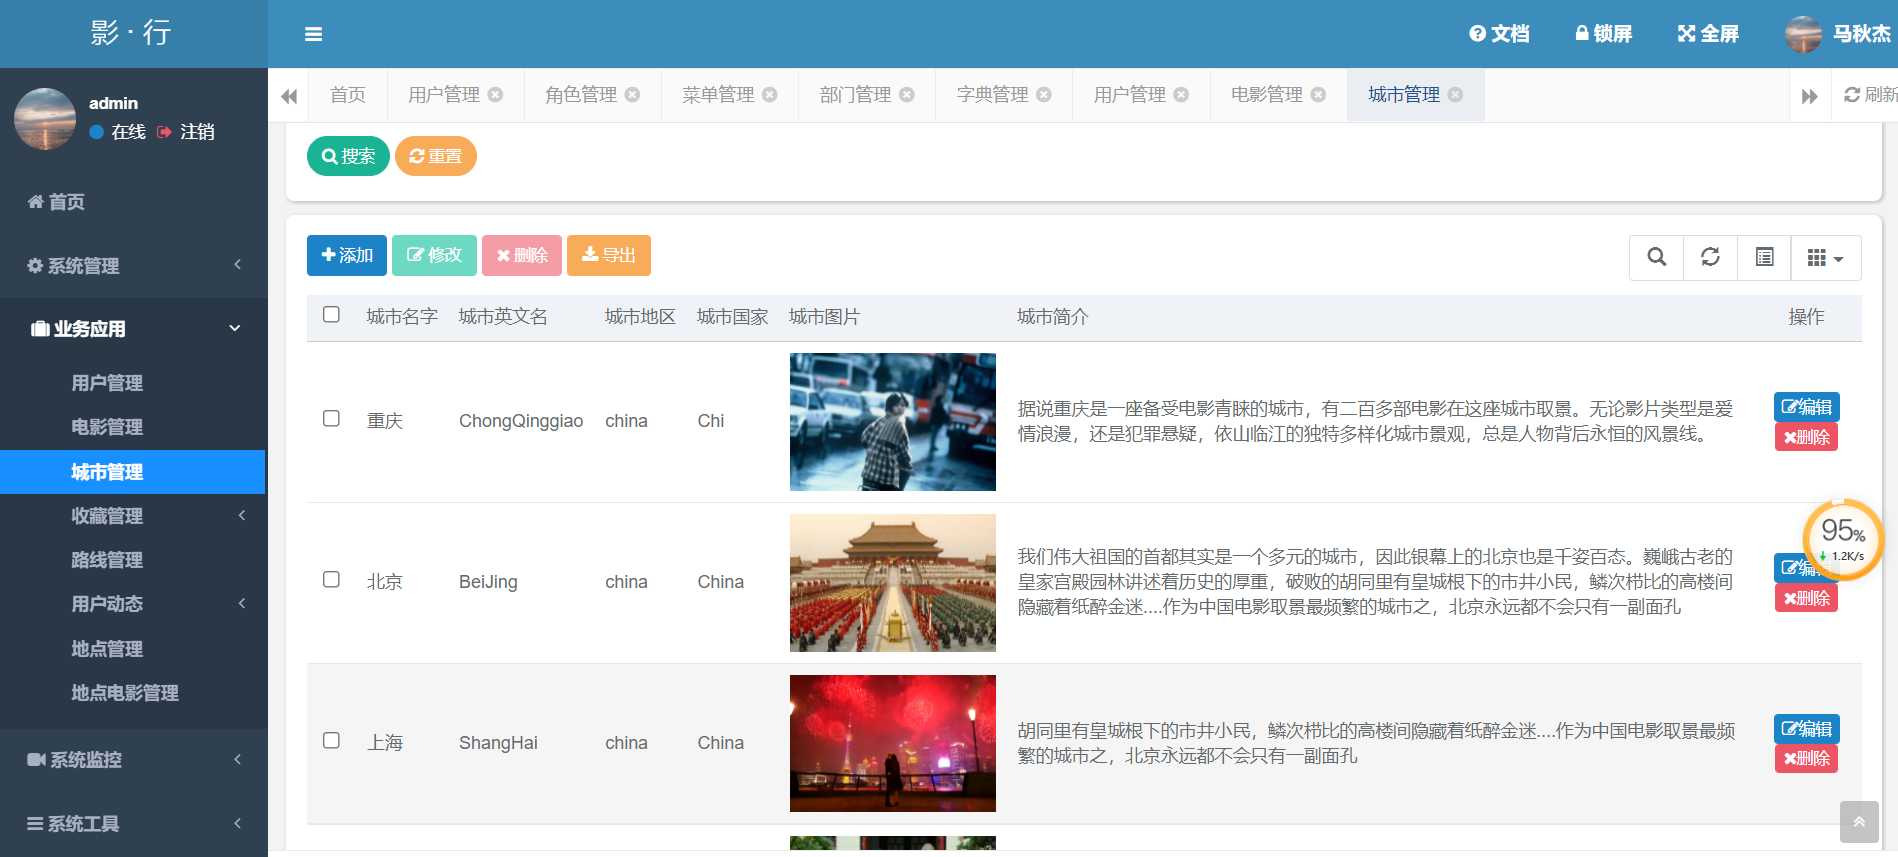 影 · 行
文档 锁屏 全屏 马秋杰
admin
在线 注销
首页 用户管理 角色管理 菜单管理 部门管理 字典管理 用户管理 电影管理 城市管理 刷新
搜索 重置
首页
系统管理
业务应用
用户管理
电影管理
城市管理
收藏管理
路线管理
用户动态
地点管理
地点电影管理
系统监控
系统工具
添加 修改 删除 导出
城市名字 城市英文名 城市地区 城市国家 城市图片 城市简介 操作
重庆 ChongQinggiao china Chi
据说重庆是一座备受电影青睐的城市，有二百多部电影在这座城市取景。无论影片类型是爱
情浪漫，还是犯罪悬疑，依山临江的独特多样化城市景观，总是人物背后永恒的风景线。
编辑
删除
北京 BeiJing china China
我们伟大祖国的首都其实是一个多元的城市，因此银幕上的北京也是千姿百态。巍峨古老的
皇家宫殿园林讲述着历史的厚重，破败的胡同里有皇城根下的市井小民，鳞次栉比的高楼间
隐藏着纸醉金迷....作为中国电影取景最频繁的城市之，北京永远都不会只有一副面孔
95%
1.2K/s
编辑
删除
上海 ShangHai china China
胡同里有皇城根下的市井小民，鳞次栉比的高楼间隐藏着纸醉金迷....作为中国电影取景最频
繁的城市之，北京永远都不会只有一副面孔
编辑
删除